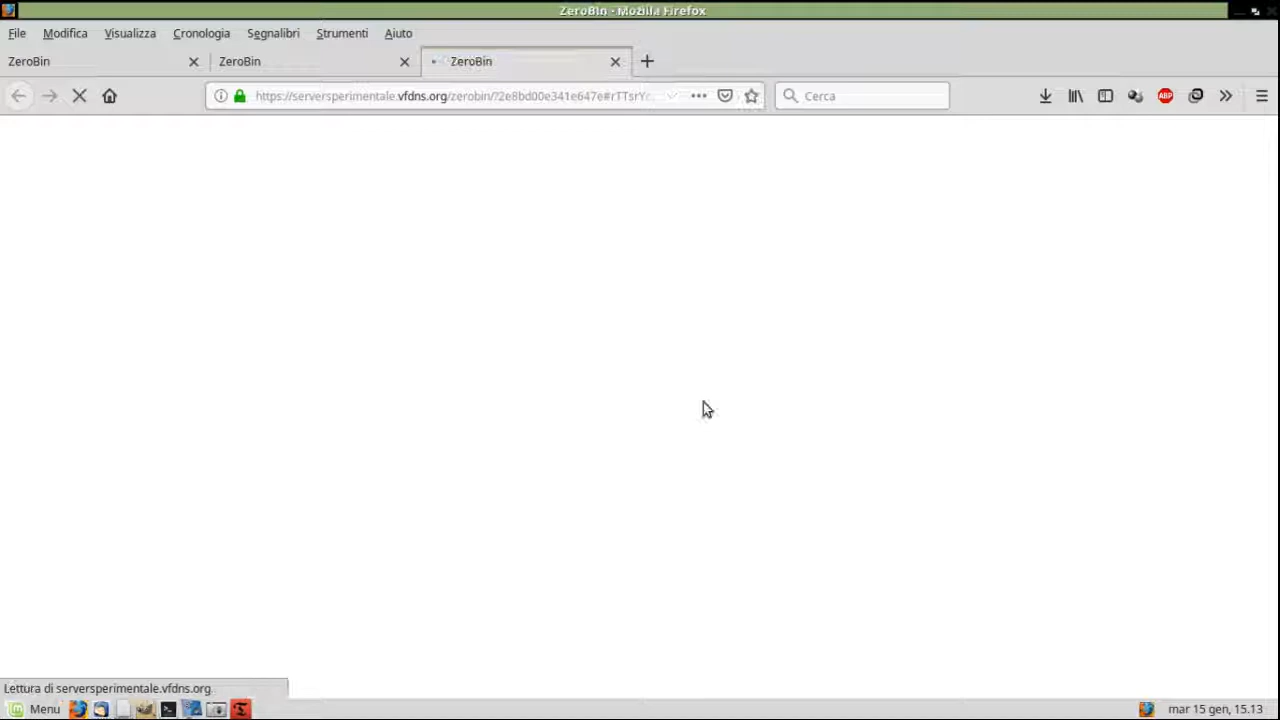 ZeroBin - Mozilla Firefox
File Modifica Visualizza Cronologia Segnalibri Strumenti Aiuto
ZeroBin ZeroBin ZeroBin
https://serversperimentale.vfdns.org/zerobin/?2e8bd00e341e647e#rTTsrYc Cerca ABP
Lettura di serversperimentale.vfdns.org
Menu mar 15 gen, 15.13